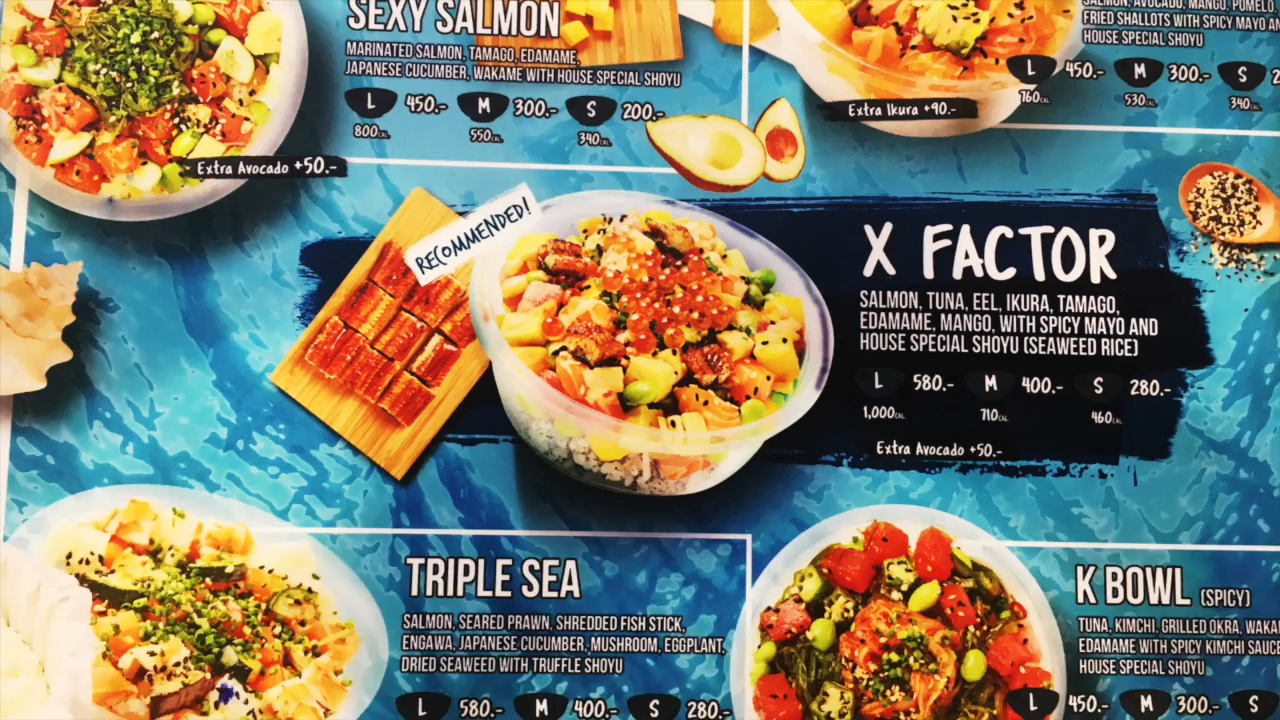 SEXY SALMON
MARINATED SALMON, TAMAGO, EDAMAME,
JAPANESE CUCUMBER, WAKAME WITH HOUSE SPECIAL SHOYU
L 450.- M 300.- S 200.-
800CAL. 550CAL. 340CAL.
Extra Avocado +50.-
SALMON, AVOCADO, MANGO, POMELO,
FRIED SHALLOTS WITH SPICY MAYO
HOUSE SPECIAL SHOYU
L 450.- M 300.- S
760CAL. 530CAL. 340CAL.
Extra Ikura +90.-
RECOMMENDED!
X FACTOR
SALMON, TUNA, EEL, IKURA, TAMAGO,
EDAMAME, MANGO, WITH SPICY MAYO AND
HOUSE SPECIAL SHOYU (SEAWEED RICE)
L 580.- M 400.- S 280.-
1,000CAL. 710CAL. 460CAL.
Extra Avocado +50.-
TRIPLE SEA
SALMON, SEARED PRAWN, SHREDDED FISH STICK,
ENGAWA, JAPANESE CUCUMBER, MUSHROOM, EGGPLANT,
DRIED SEAWEED WITH TRUFFLE SHOYU
L 580.- M 400.- S 280.-
K BOWL (SPICY)
TUNA, KIMCHI, GRILLED OKRA,
EDAMAME WITH SPICY KIMCHI SAUCE
HOUSE SPECIAL SHOYU
L 450.- M 300.- S